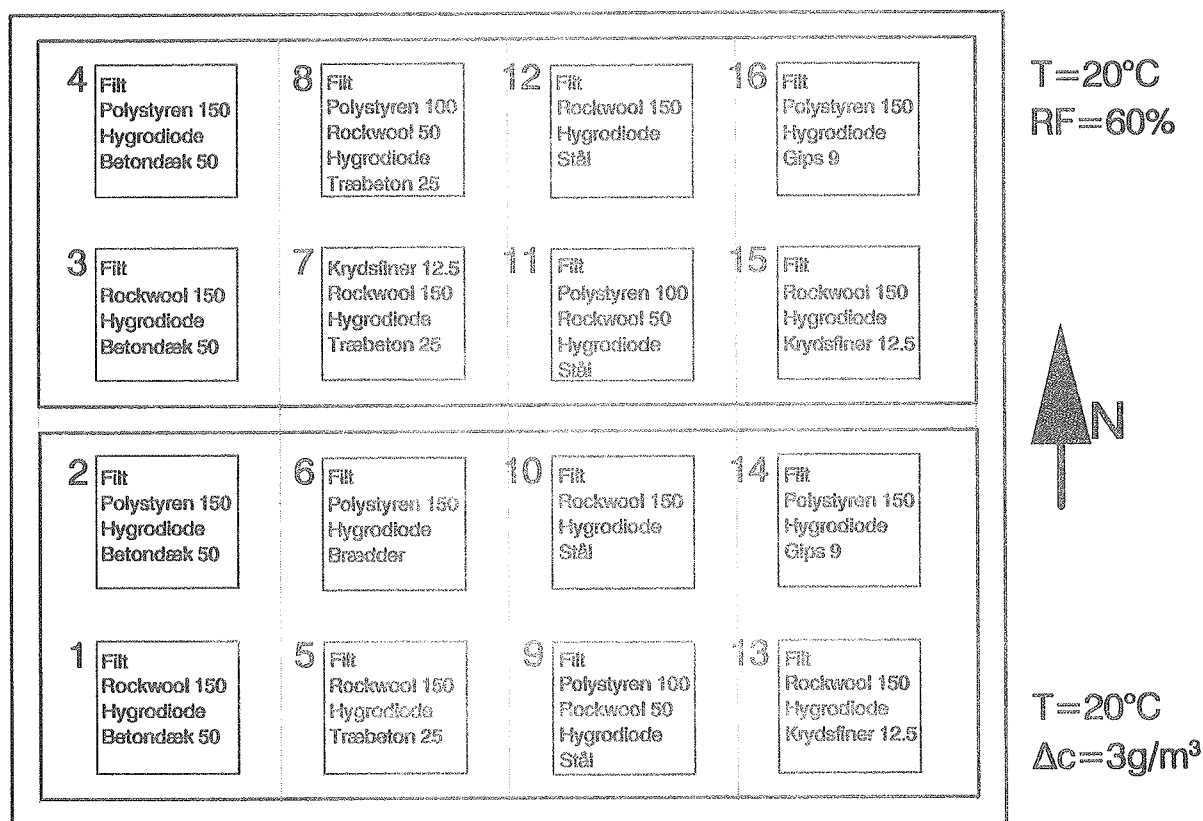 4
Filt
Polystyren 150
Hygrodiode
Betondæk 50
8
Filt
Polystyren 100
Rockwool 50
Hygrodiode
Træbeton 25
12
Filt
Rockwool 150
Hygrodiode
Stål
16
Filt
Polystyren 150
Hygrodiode
Gips 9
T=20°C
RF=60%
3
Filt
Rockwool 150
Hygrodiode
Betondæk 50
7
Krydsfiner 12.5
Rockwool 150
Hygrodiode
Træbeton 25
11
Filt
Polystyren 100
Rockwool 50
Hygrodiode
Stål
15
Filt
Rockwool 150
Hygrodiode
Krydsfiner 12.5
N
2
Filt
Polystyren 150
Hygrodiode
Betondæk 50
6
Filt
Polystyren 150
Hygrodiode
Brædder
10
Filt
Rockwool 150
Hygrodiode
Stål
14
Filt
Polystyren 150
Hygrodiode
Gips 9
1
Filt
Rockwool 150
Hygrodiode
Betondæk 50
5
Filt
Rockwool 150
Hygrodiode
Træbeton 25
9
Filt
Polystyren 100
Rockwool 50
Hygrodiode
Stål
13
Filt
Rockwool 150
Hygrodiode
Krydsfiner 12.5
T=20°C
Δc=3g/m³